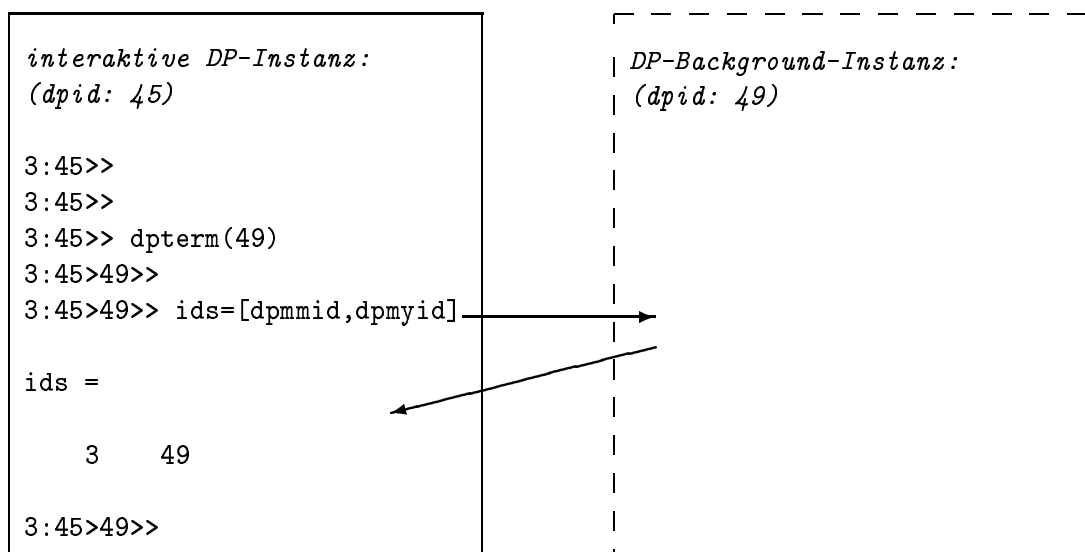 interaktive DP-Instanz:
(dpid: 45)
3:45>>
3:45>>
3:45>> dpterm(49)
3:45>49>>
3:45>49>> ids=[dpmmid,dpmyid]
ids =
3 49
3:45>49>>
DP-Background-Instanz:
(dpid: 49)